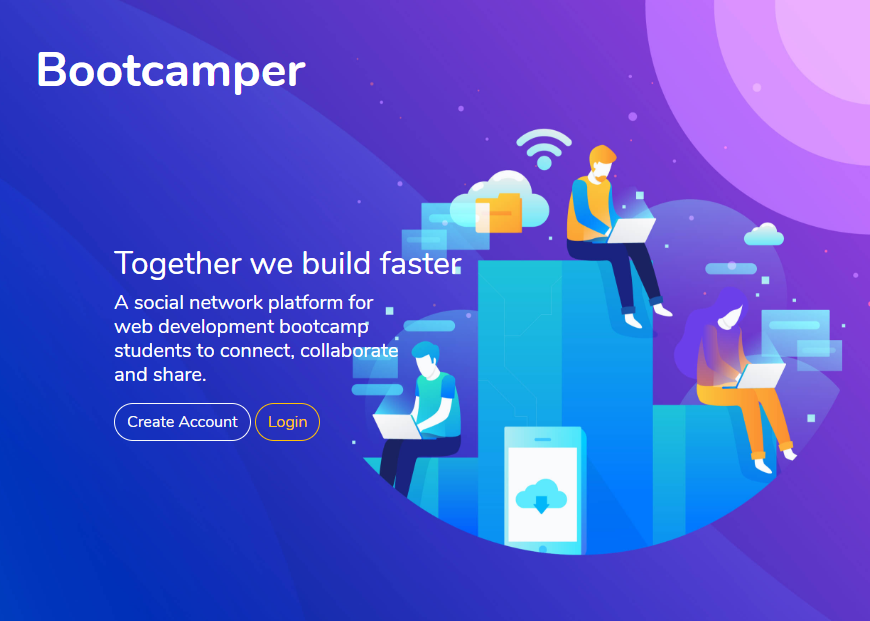 Bootcamper
Together we build faster
A social network platform for
web development bootcamp
students to connect, collaborate
and share.
Create Account Login